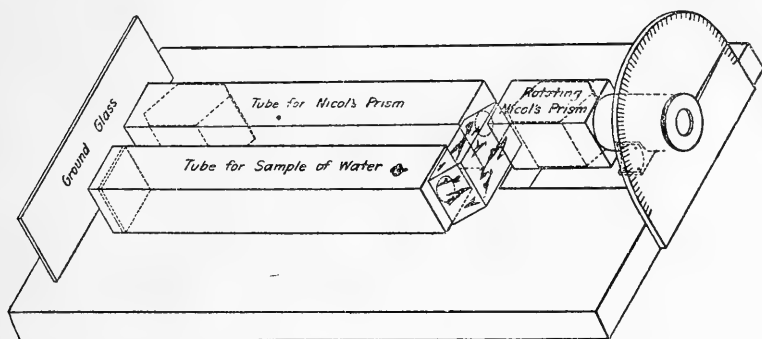 Ground Glass
Tube for Nicol's Prism
Rotating
Nicol's Prism
Tube for Sample of Water